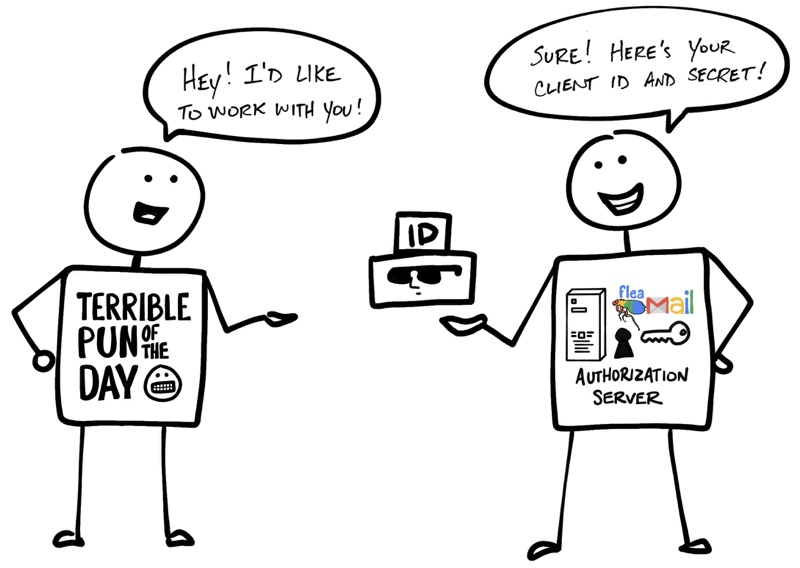 HEY! I'D LIKE
TO WORK WITH YOU!
SURE! HERE'S YOUR
CLIENT ID AND SECRET!
ID
TERRIBLE
PUN OF THE
DAY
flea
Mail
AUTHORIZATION
SERVER